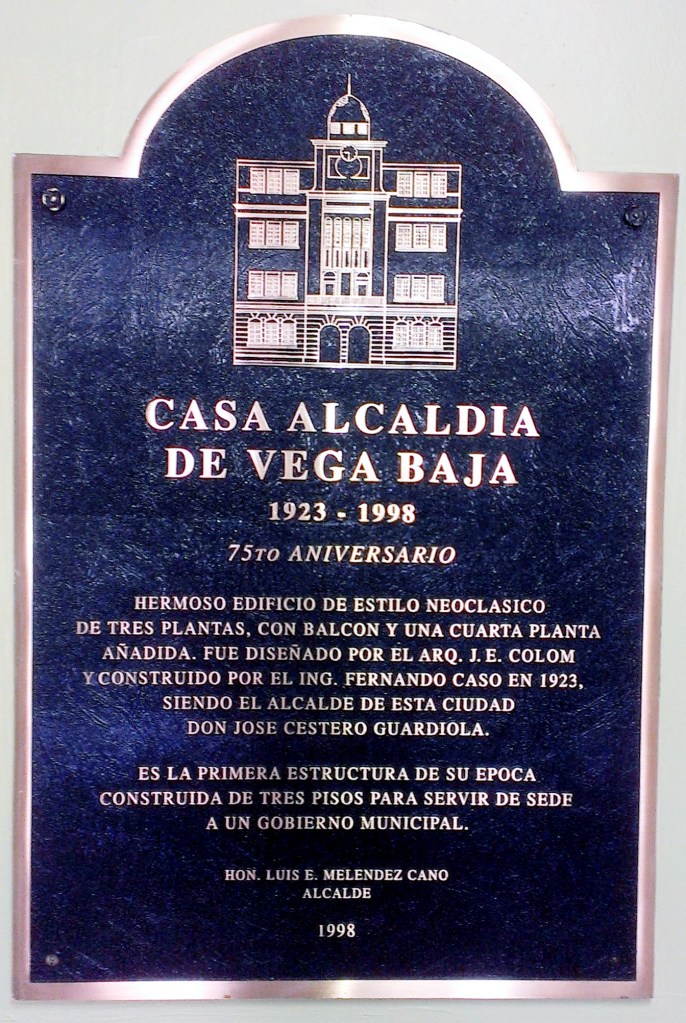 CASA ALCALDIA
DE VEGA BAJA
1923 - 1998
75TO ANIVERSARIO
HERMOSO EDIFICIO DE ESTILO NEOCLASICO
DE TRES PLANTAS, CON BALCON Y UNA CUARTA PLANTA
AÑADIDA. FUE DISEÑADO POR EL ARQ. J. E. COLOM
Y CONSTRUIDO POR EL ING. FERNANDO CASO EN 1923,
SIENDO EL ALCALDE DE ESTA CIUDAD
DON JOSE CESTERO GUARDIOLA.
ES LA PRIMERA ESTRUCTURA DE SU EPOCA
CONSTRUIDA DE TRES PISOS PARA SERVIR DE SEDE
A UN GOBIERNO MUNICIPAL.
HON. LUIS E. MELENDEZ CANO
ALCALDE
1998